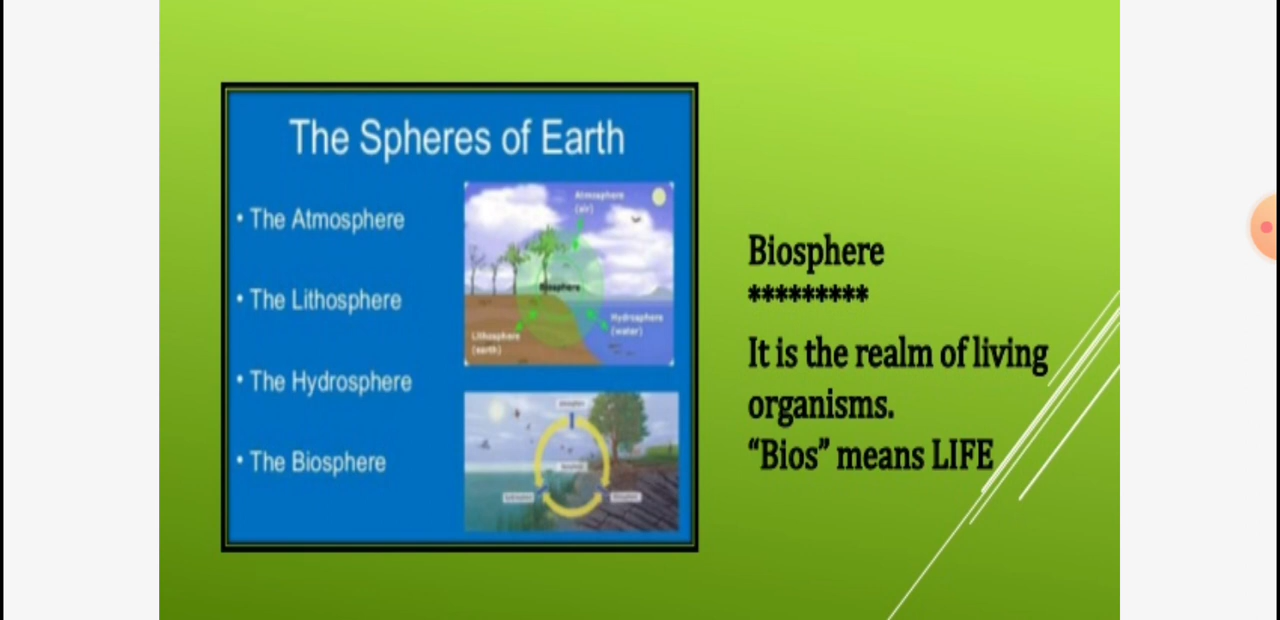 The Spheres of Earth
• The Atmosphere
• The Lithosphere
• The Hydrosphere
• The Biosphere
Atmosphere
(air)
Biosphere
Hydrosphere
(water)
Lithosphere
(earth)
Biosphere
*********
It is the realm of living
organisms.
“Bios” means LIFE